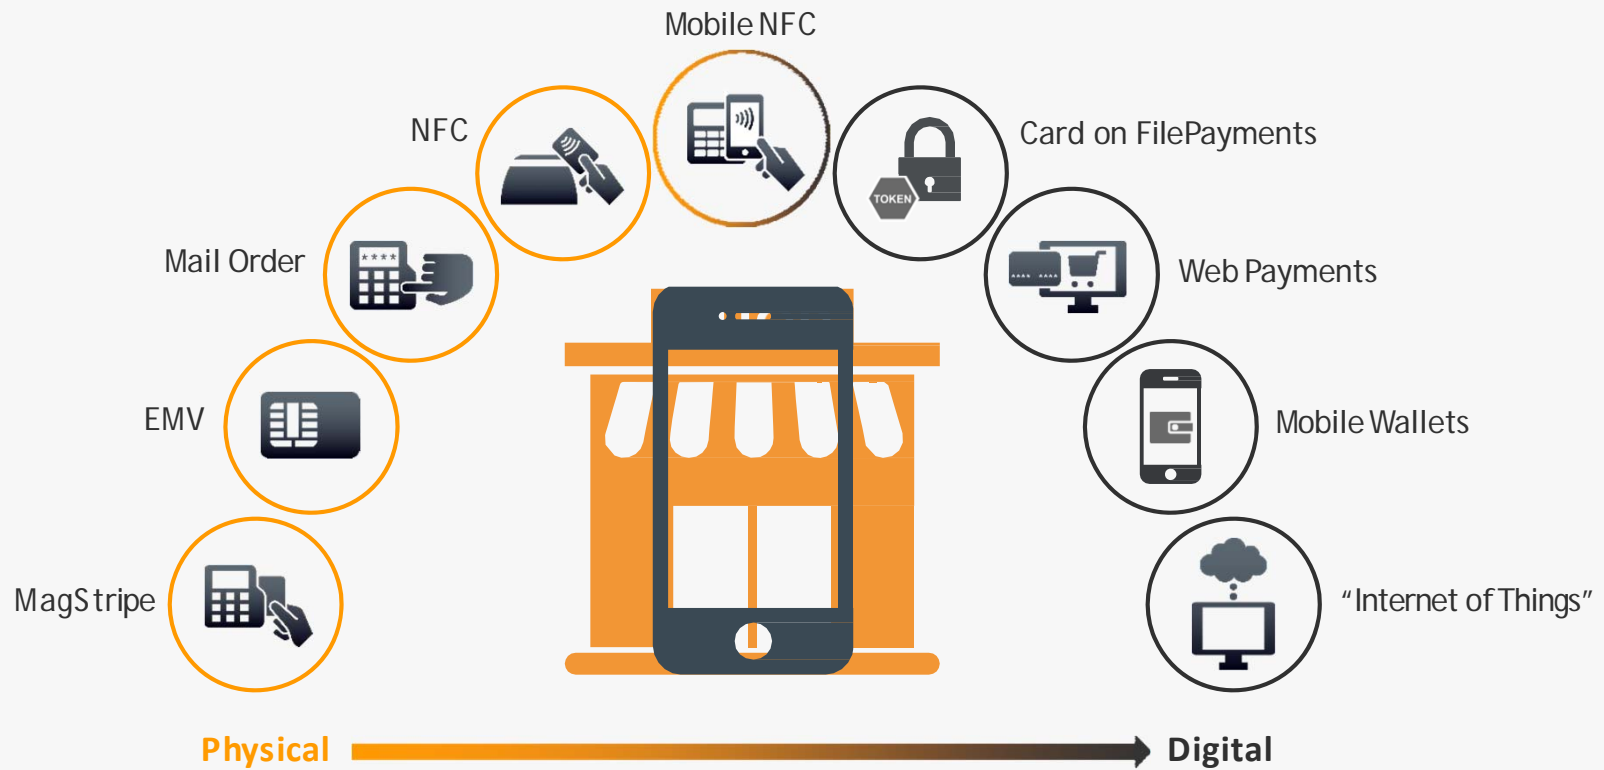 Mobile NFC
NFC
Card on FilePayments
TOKEN
Mail Order
****
Web Payments
**** ****
EMV
Mobile Wallets
MagStripe
“Internet of Things”
Physical
Digital